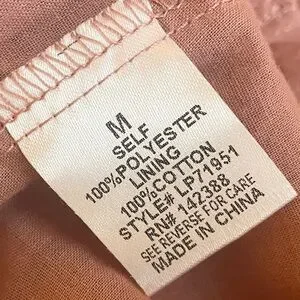 M
SELF
100%POLYESTER
LINING
100%COTTON
STYLE# LP71951
RN# 142388
SEE REVERSE FOR CARE
MADE IN CHINA